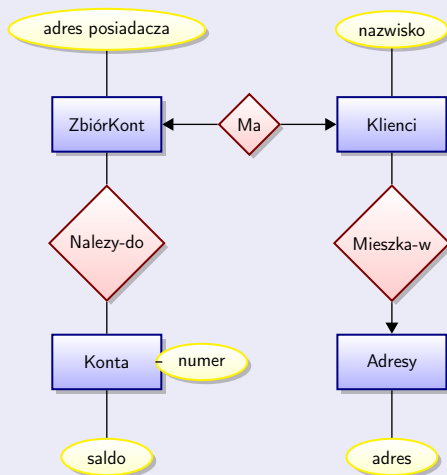 adres posiadacza
nazwisko
ZbiórKont
Ma
Klienci
Nalezy-do
Mieszka-w
Konta
numer
Adresy
saldo
adres